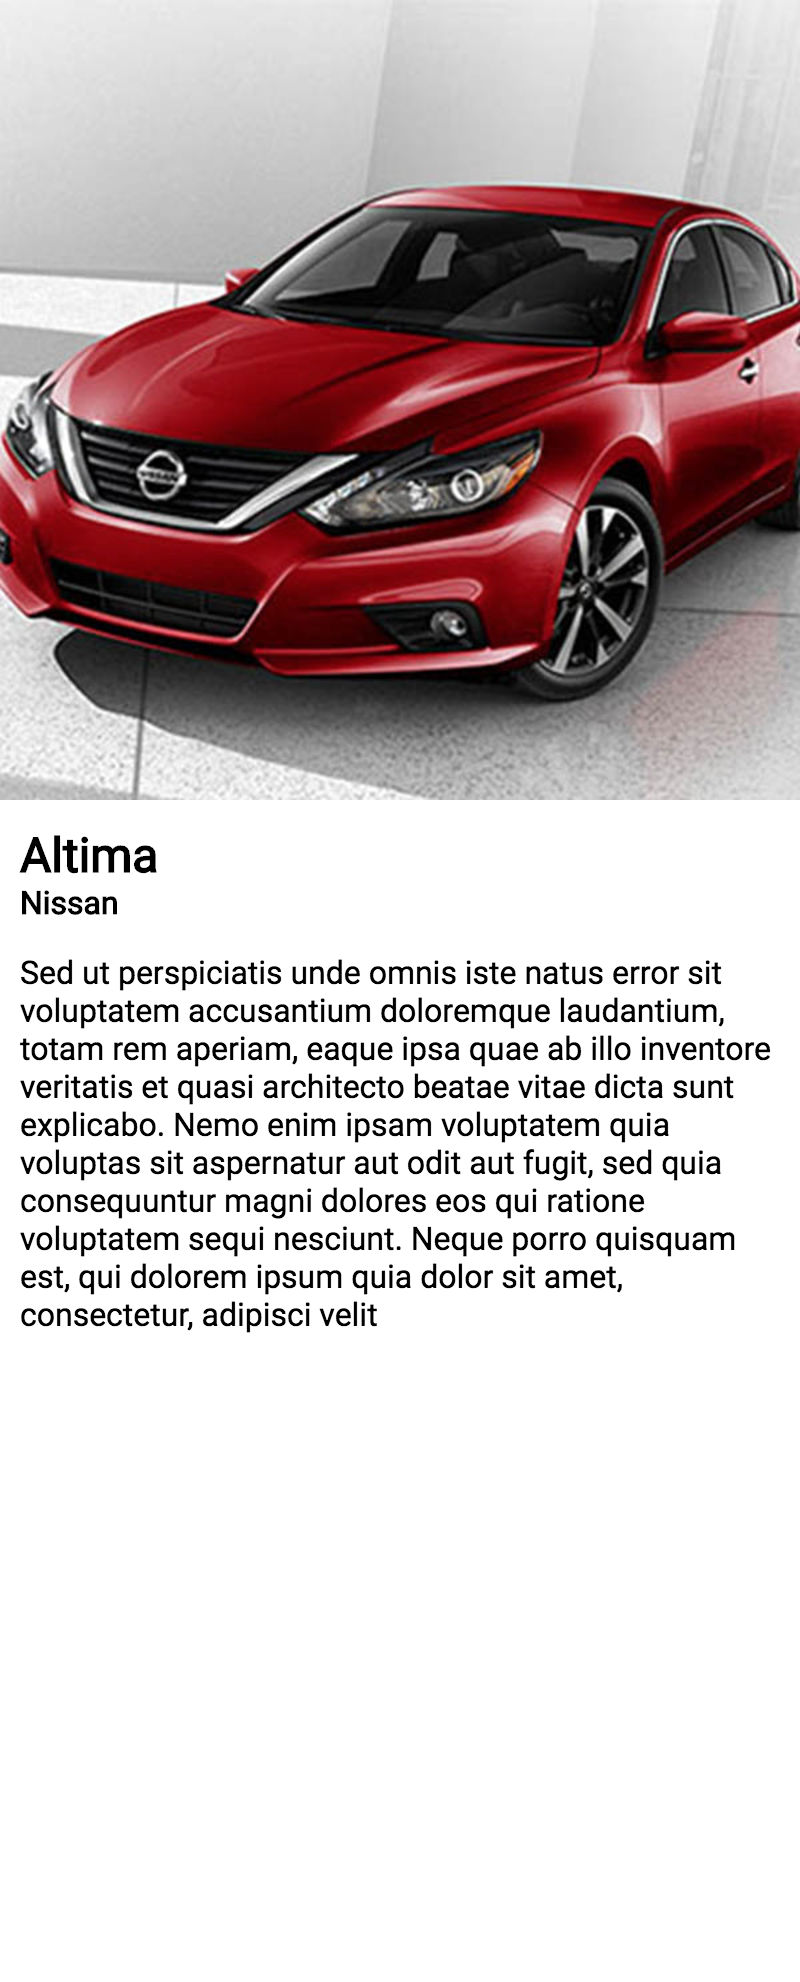 NISSAN
Altima
Nissan
Sed ut perspiciatis unde omnis iste natus error sit
voluptatem accusantium doloremque laudantium,
totam rem aperiam, eaque ipsa quae ab illo inventore
veritatis et quasi architecto beatae vitae dicta sunt
explicabo. Nemo enim ipsam voluptatem quia
voluptas sit aspernatur aut odit aut fugit, sed quia
consequuntur magni dolores eos qui ratione
voluptatem sequi nesciunt. Neque porro quisquam
est, qui dolorem ipsum quia dolor sit amet,
consectetur, adipisci velit